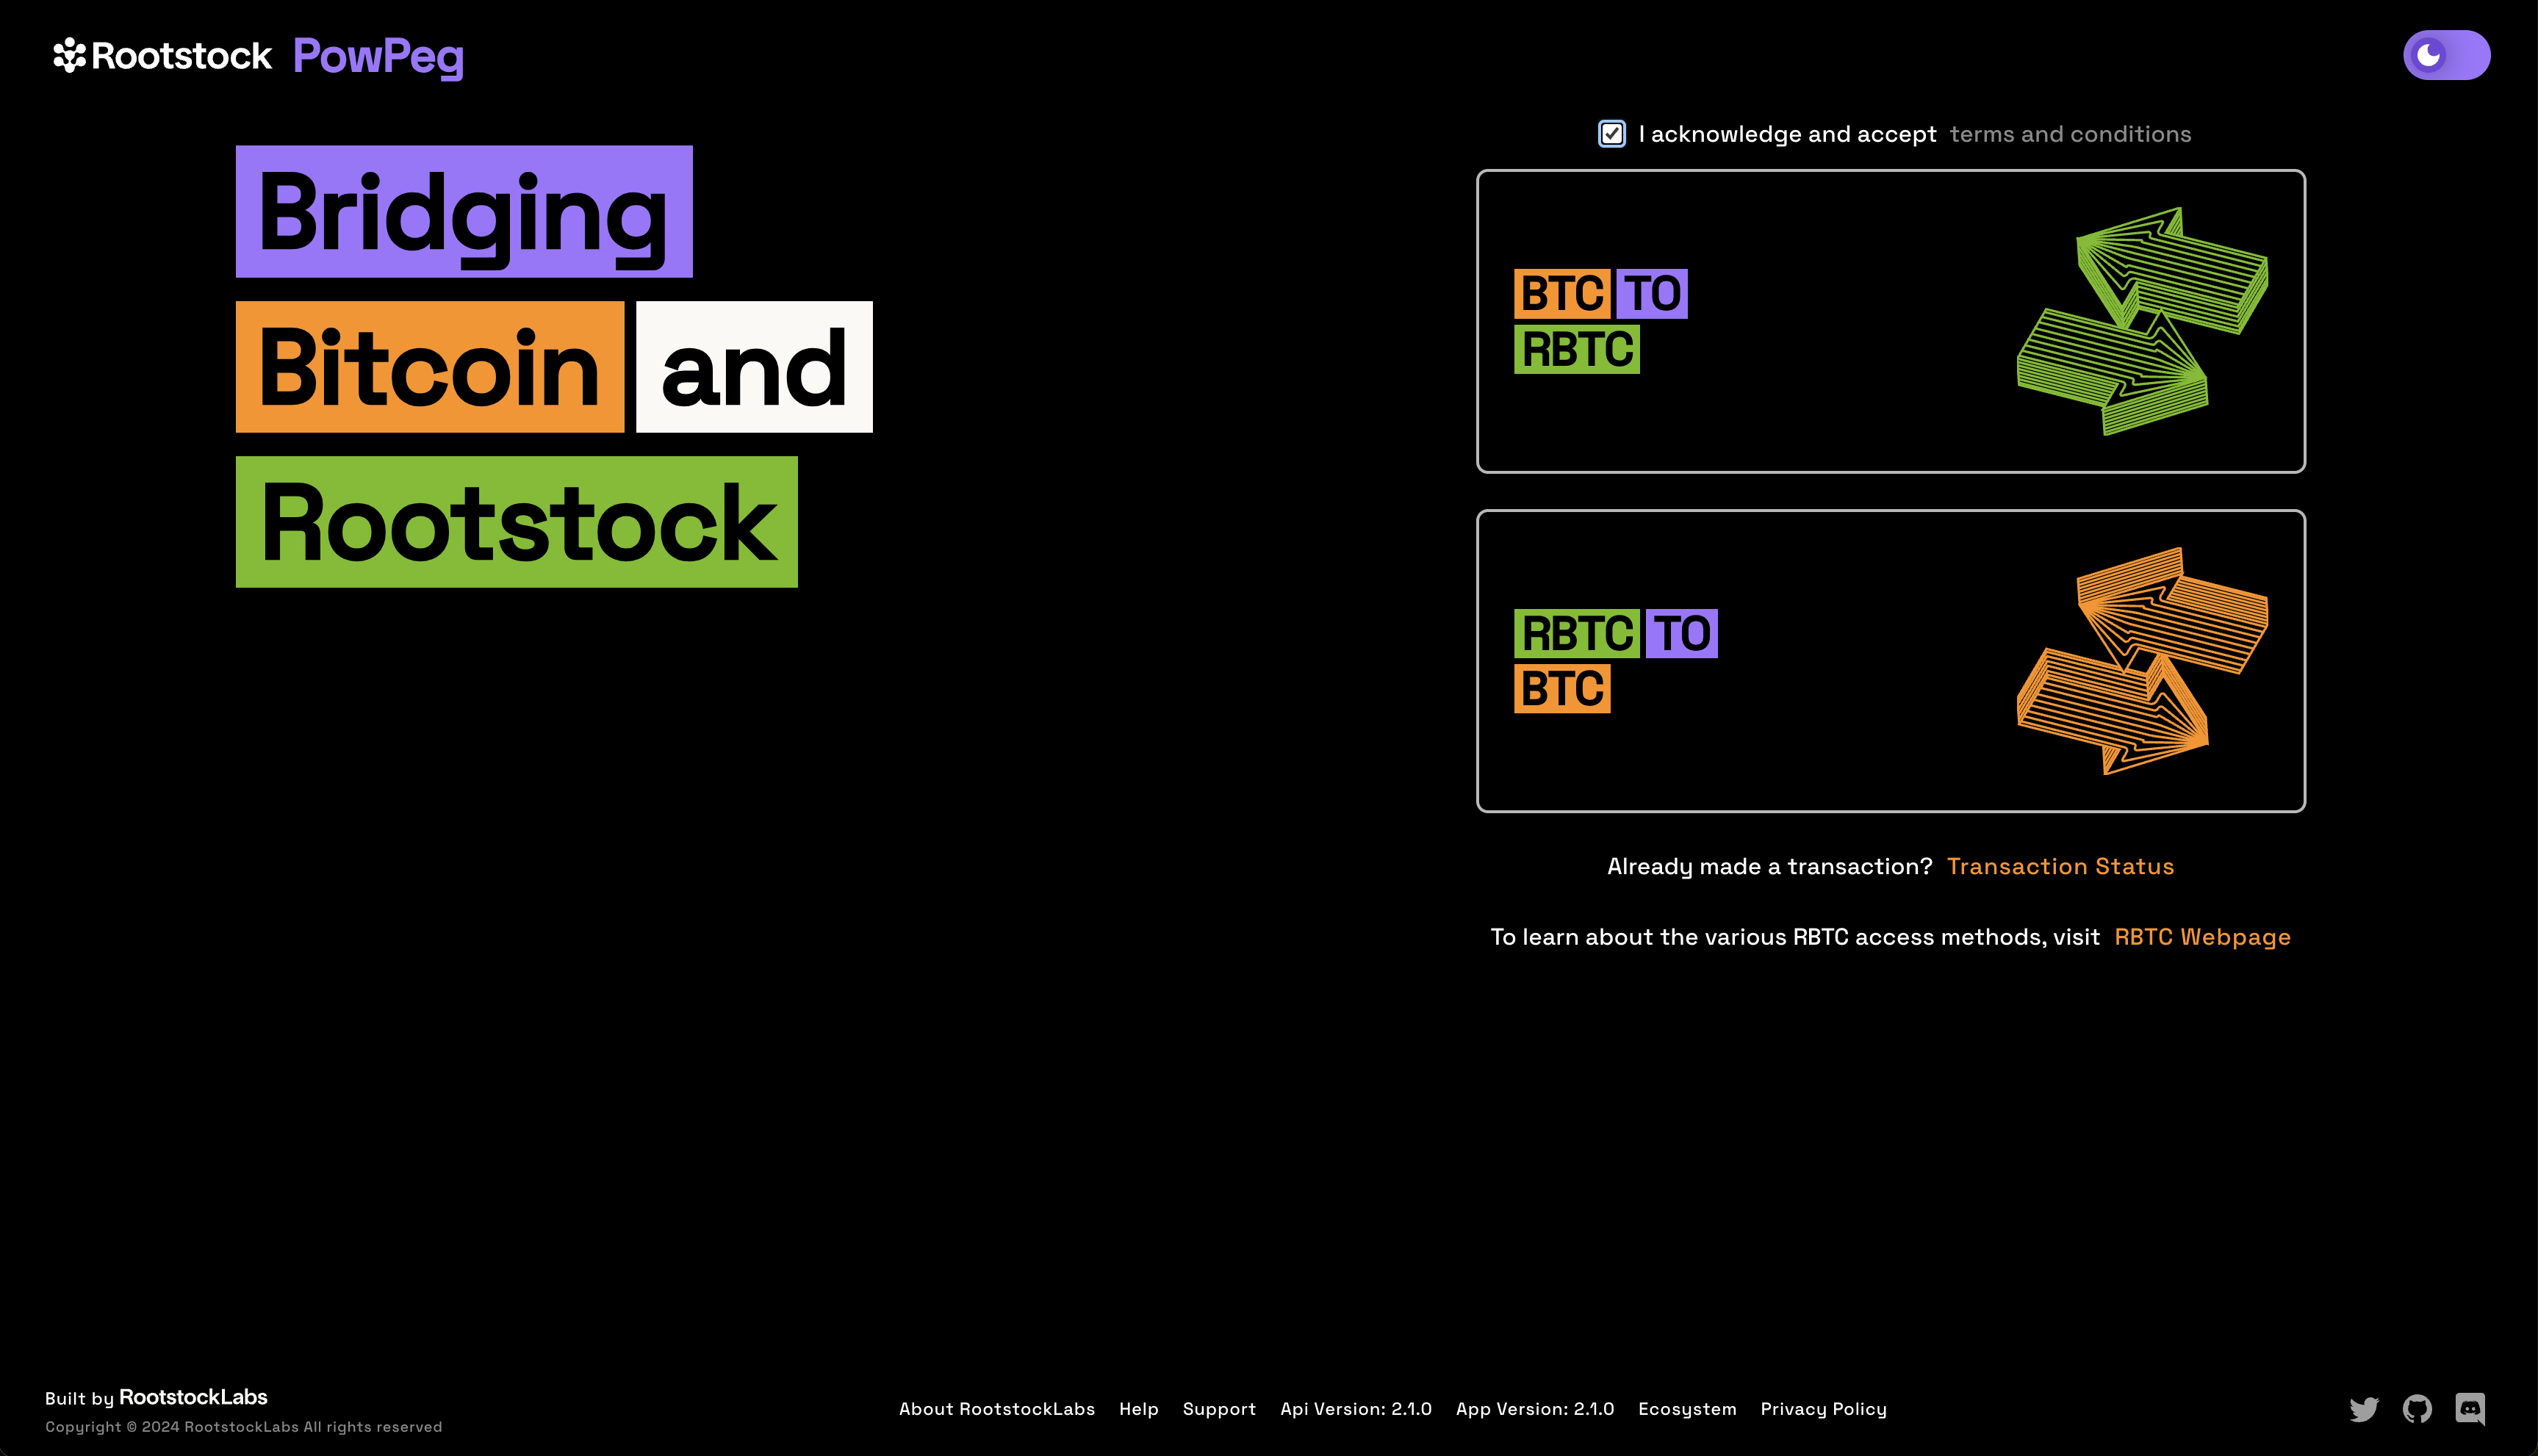 Rootstock PowPeg
Bridging
Bitcoin and
Rootstock
I acknowledge and accept terms and conditions
BTC TO
RBTC
RBTC TO
BTC
Already made a transaction? Transaction Status
To learn about the various RBTC access methods, visit RBTC Webpage
Built by RootstockLabs
Copyright © 2024 RootstockLabs All rights reserved
About RootstockLabs Help Support Api Version: 2.1.0 App Version: 2.1.0 Ecosystem Privacy Policy